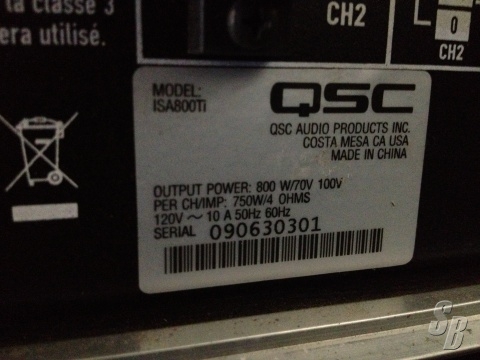 la classe 3
era utilisé.
CH2
0
CH2
MODEL:
ISA800Ti
QSC
QSC AUDIO PRODUCTS INC.
COSTA MESA CA USA
MADE IN CHINA
OUTPUT POWER: 800 W/70V 100V
PER CH/IMP: 750W/4 OHMS
120V ~ 10 A 50Hz 60Hz
SERIAL 090630301
SB